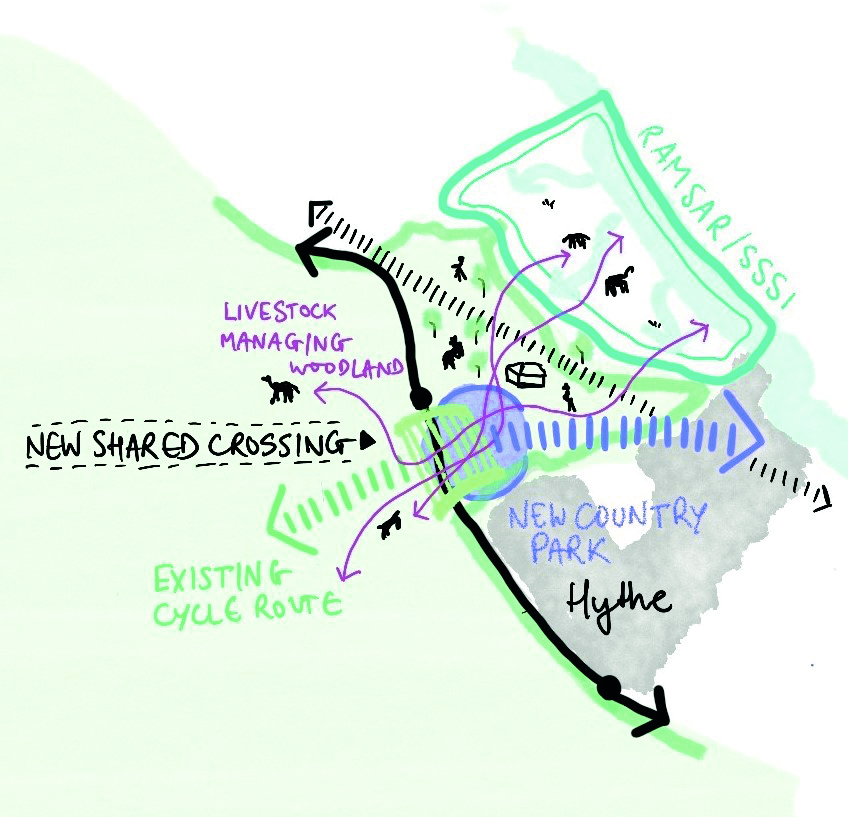 RAMSAR/SSSI
LIVESTOCK
MANAGING
WOODLAND
NEW SHARED CROSSING
NEW COUNTRY
PARK
EXISTING
CYCLE ROUTE
Hythe